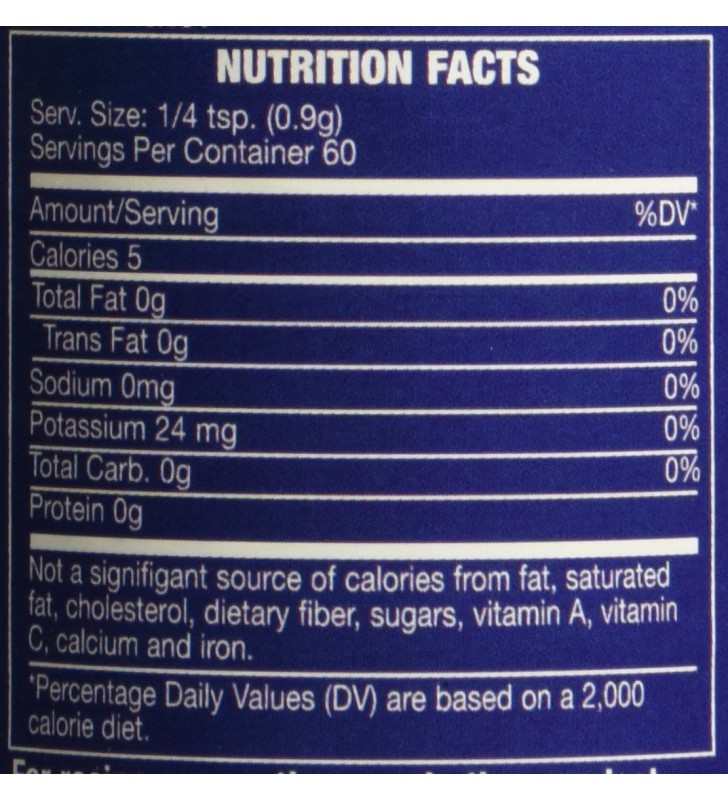 NUTRITION FACTS
Serv. Size: 1/4 tsp. (0.9g)
Servings Per Container 60
Amount/Serving %DV*
Calories 5
Total Fat 0g 0%
Trans Fat 0g 0%
Sodium 0mg 0%
Potassium 24 mg 0%
Total Carb. 0g 0%
Protein 0g
Not a signifigant source of calories from fat, saturated
fat, cholesterol, dietary fiber, sugars, vitamin A, vitamin
C, calcium and iron.
*Percentage Daily Values (DV) are based on a 2,000
calorie diet.